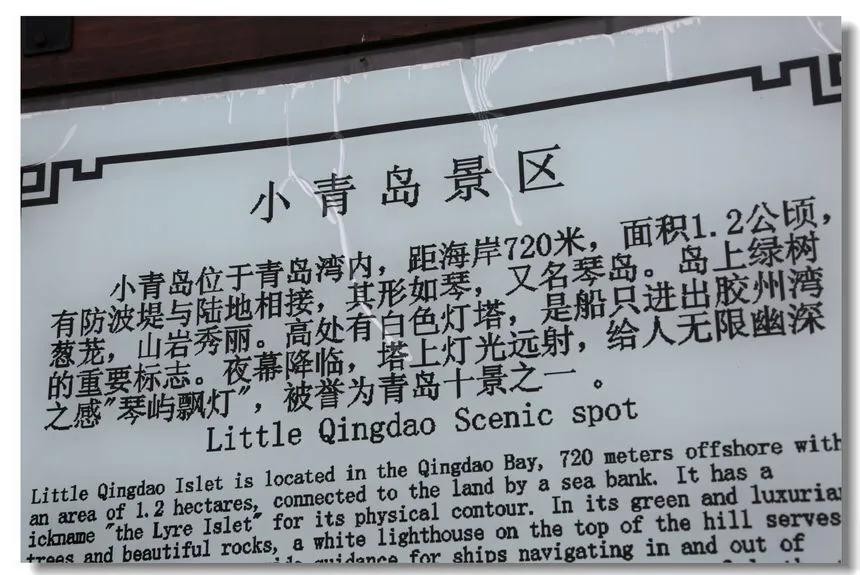 小青岛景区
小青岛位于青岛湾内，距海岸720米，面积1.2公顷，
有防波堤与陆地相接，其形如琴，又名琴岛。岛上绿树
葱茏，山岩秀丽。高处有白色灯塔，是船只进出胶州湾
的重要标志。夜幕降临，塔上灯光远射，给人无限幽深
之感"琴屿飘灯"，被誉为青岛十景之一。
Little Qingdao Scenic spot
Little Qingdao Islet is located in the Qingdao Bay, 720 meters offshore with
an area of 1.2 hectares, connected to the land by a sea bank. It has a
ickname "the Lyre Islet" for its physical contour. In its green and luxuria
trees and beautiful rocks, a white lighthouse on the top of the hill serves
guidance for ships navigating in and out of